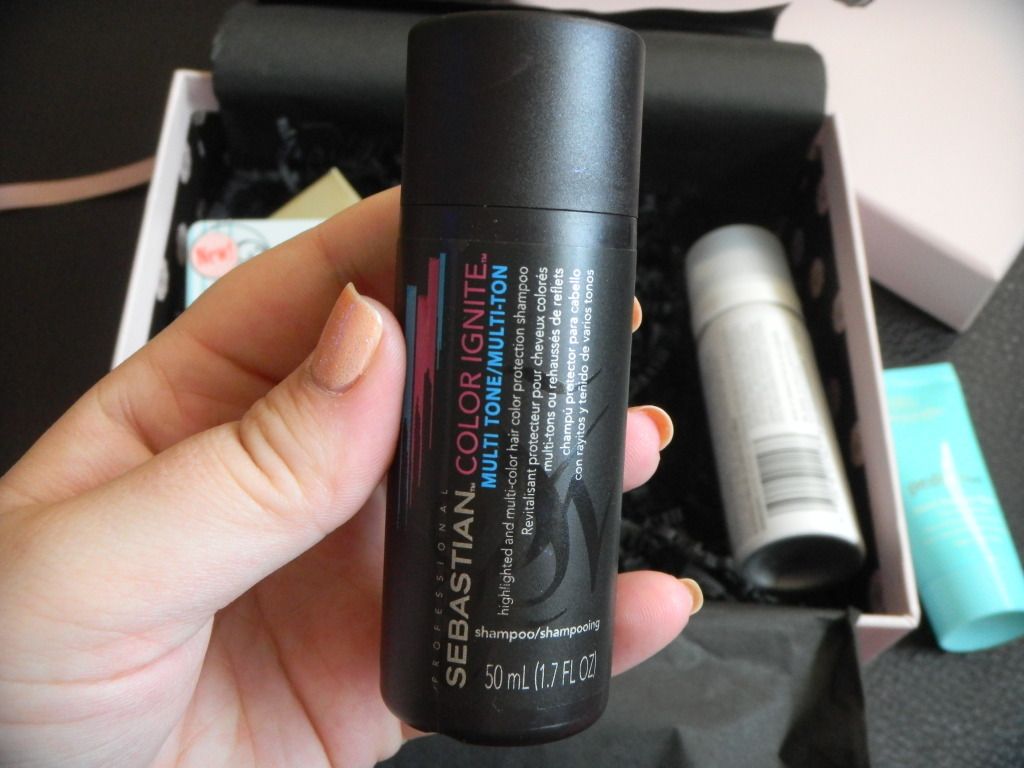 PROFESSIONAL
SEBASTIAN™ COLOR IGNITE™
MULTI TONE/MULTI-TON
highlighted and multi-color hair color protection shampoo
Revitalisant protecteur pour cheveux colorés
multi-tons ou rehaussés de reflets
champú protector para cabello
con rayitos y teñido de varios tonos
shampoo/shampooing
50 mL (1.7 FL OZ)